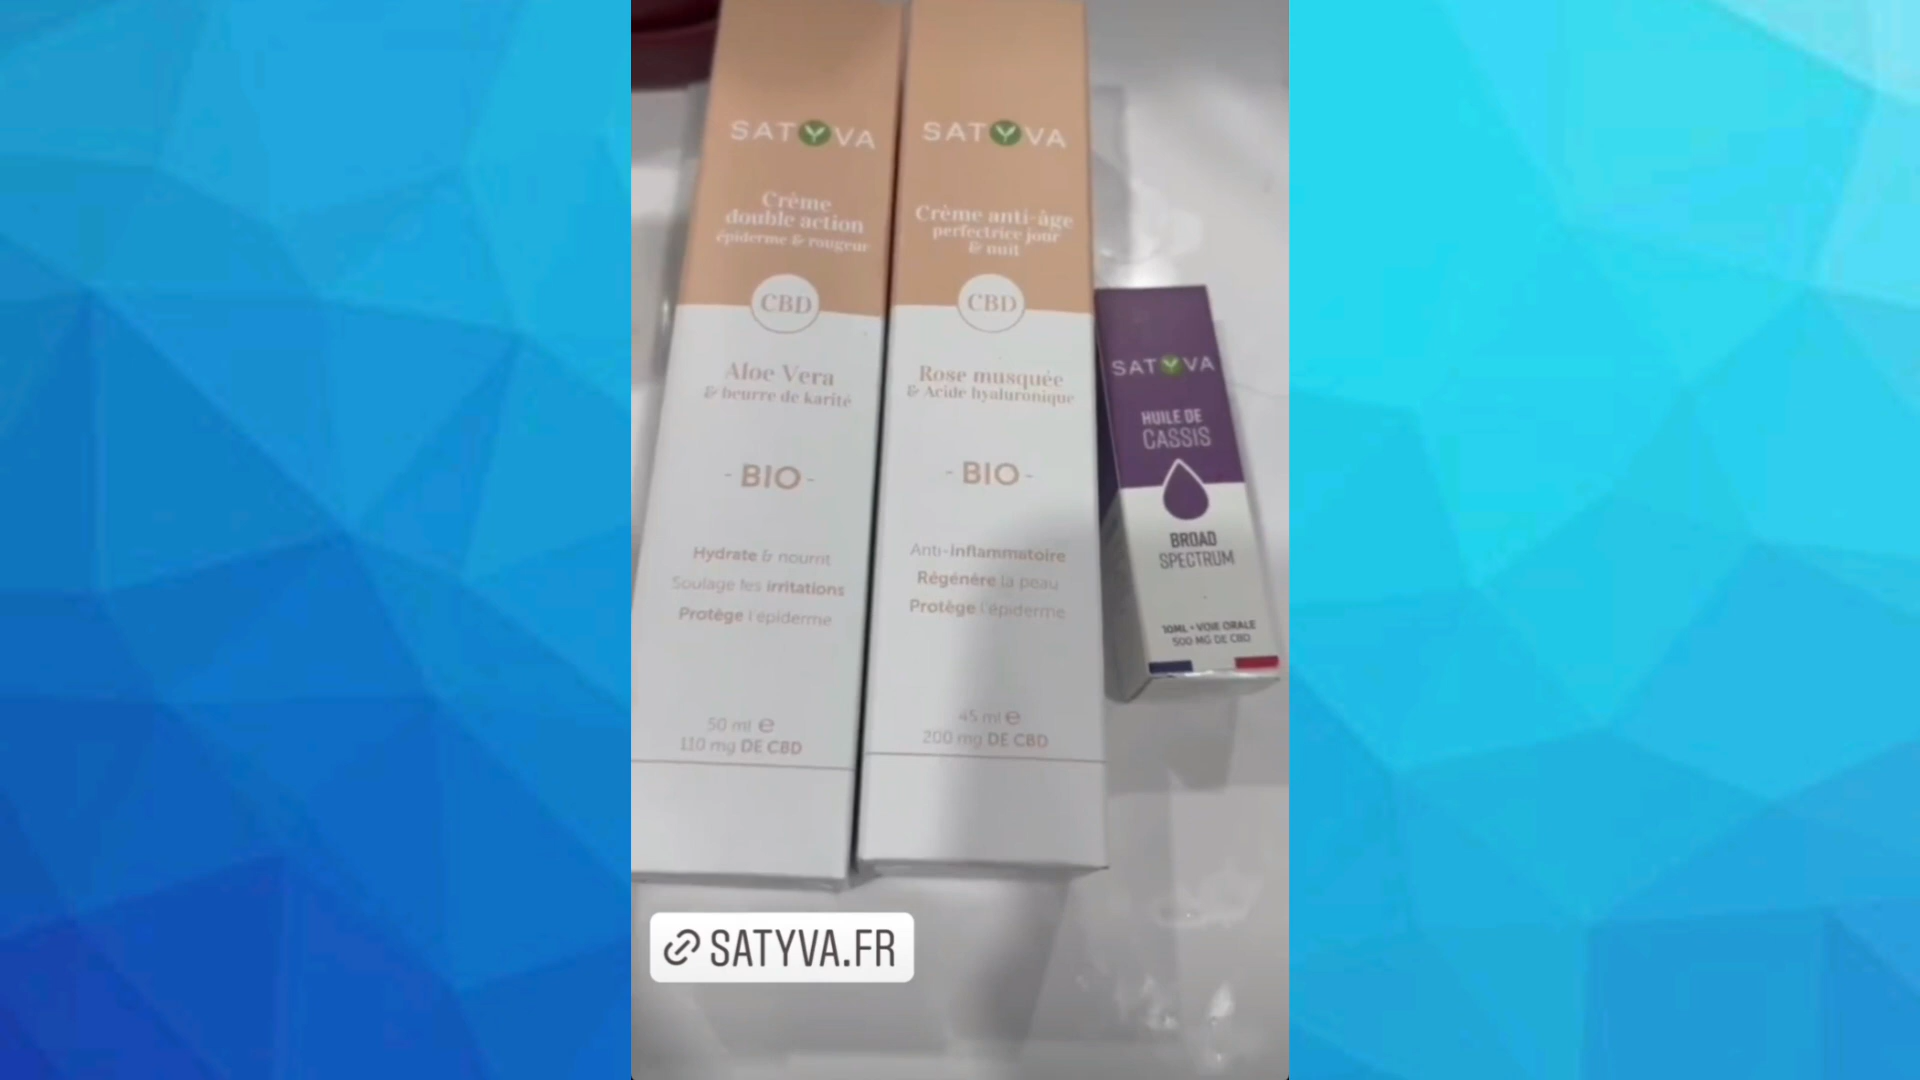 SATYVA
Crème
double action
épiderme & rougeur
CBD
Aloe Vera
& beurre de karité
- BIO -
Hydrate & nourrit
Soulage les irritations
Protège l'épiderme
50 ml e
110 mg DE CBD
SATYVA
Crème anti-âge
perfectrice jour
& nuit
CBD
Rose musquée
& Acide hyaluronique
- BIO -
Anti-inflammatoire
Régénère la peau
Protège l'épiderme
45 ml e
200 mg DE CBD
SATYVA
HUILE DE
CASSIS
BROAD
SPECTRUM
10ML • VOIE ORALE
500 MG DE CBD
SATYVA.FR